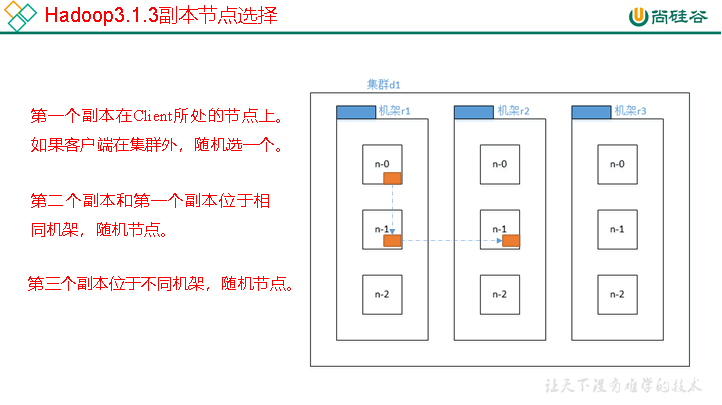 Hadoop3.1.3副本节点选择
尚硅谷
第一个副本在Client所处的节点上。
如果客户端在集群外，随机选一个。
第二个副本和第一个副本位于相
同机架，随机节点。
第三个副本位于不同机架，随机节点。
集群d1
机架r1
机架r2
机架r3
n-0
n-0
n-0
n-1
n-1
n-1
n-2
n-2
n-2
让天下没有难学的技术